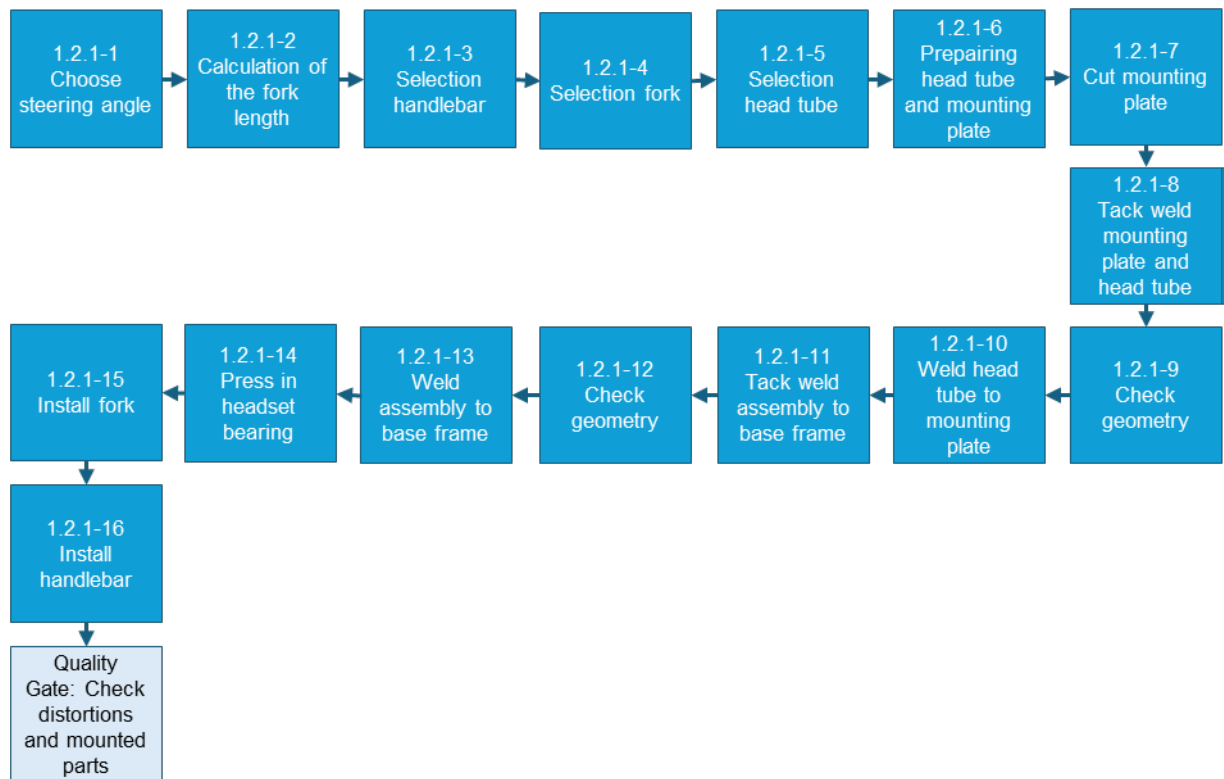 1.2.1-1
Choose
steering angle
1.2.1-2
Calculation of
the fork
length
1.2.1-3
Selection
handlebar
1.2.1-4
Selection fork
1.2.1-5
Selection
head tube
1.2.1-6
Prepairing
head tube
and mounting
plate
1.2.1-7
Cut mounting
plate
1.2.1-8
Tack weld
mounting
plate and
head tube
1.2.1-9
Check
geometry
1.2.1-10
Weld head
tube to
mounting
plate
1.2.1-11
Tack weld
assembly to
base frame
1.2.1-12
Check
geometry
1.2.1-13
Weld
assembly to
base frame
1.2.1-14
Press in
headset
bearing
1.2.1-15
Install fork
1.2.1-16
Install
handlebar
Quality
Gate: Check
distortions
and mounted
parts